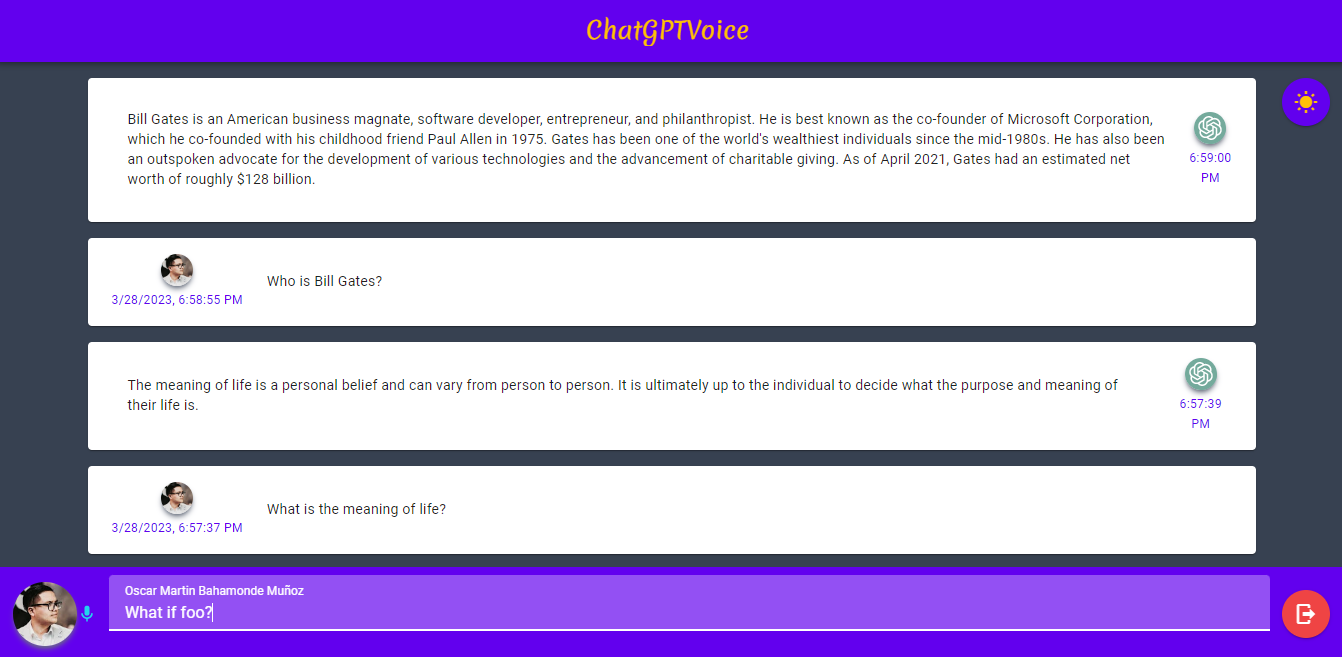 ChatGPTVoice
Bill Gates is an American business magnate, software developer, entrepreneur, and philanthropist. He is best known as the co-founder of Microsoft Corporation,
which he co-founded with his childhood friend Paul Allen in 1975. Gates has been one of the world's wealthiest individuals since the mid-1980s. He has also been
an outspoken advocate for the development of various technologies and the advancement of charitable giving. As of April 2021, Gates had an estimated net
worth of roughly $128 billion.
6:59:00
PM
3/28/2023, 6:58:55 PM
Who is Bill Gates?
The meaning of life is a personal belief and can vary from person to person. It is ultimately up to the individual to decide what the purpose and meaning of
their life is.
6:57:39
PM
3/28/2023, 6:57:37 PM
What is the meaning of life?
Oscar Martin Bahamonde Muñoz
What if foo?